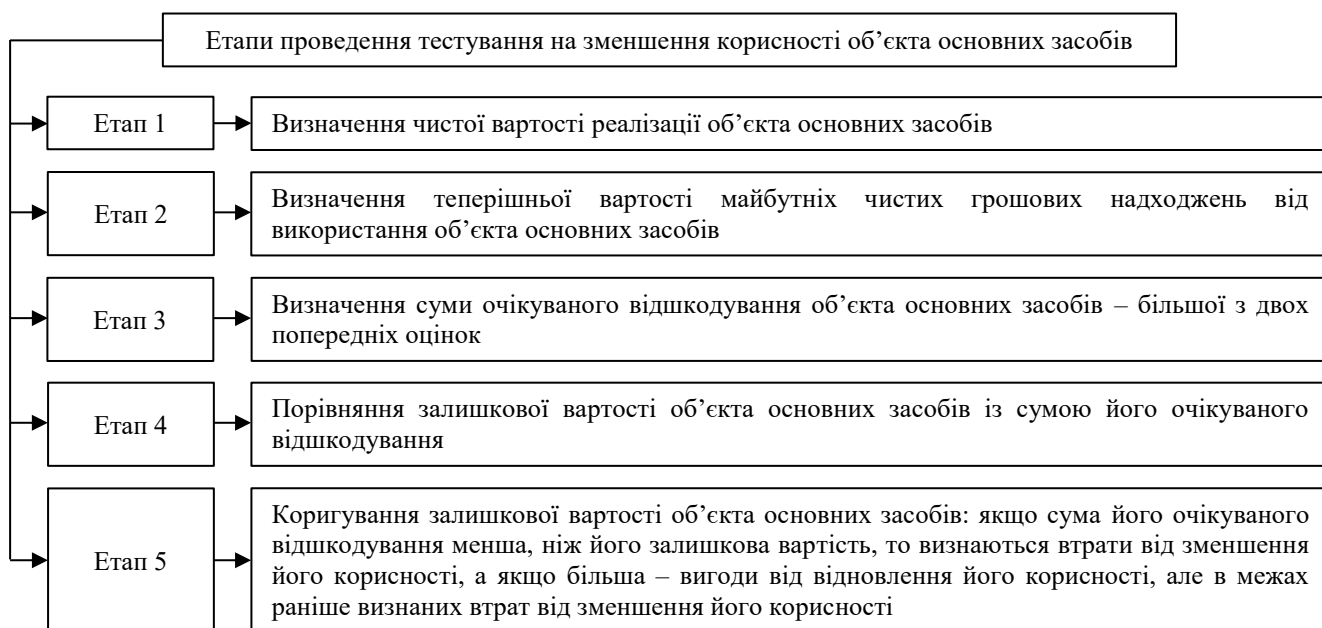 Етапи проведення тестування на зменшення корисності об’єкта основних засобів
Етап 1
Визначення чистої вартості реалізації об’єкта основних засобів
Етап 2
Визначення теперішньої вартості майбутніх чистих грошових надходжень від
використання об’єкта основних засобів
Етап 3
Визначення суми очікуваного відшкодування об’єкта основних засобів – більшої з двох
попередніх оцінок
Етап 4
Порівняння залишкової вартості об’єкта основних засобів із сумою його очікуваного
відшкодування
Етап 5
Коригування залишкової вартості об’єкта основних засобів: якщо сума його очікуваного
відшкодування менша, ніж його залишкова вартість, то визнаються втрати від зменшення
його корисності, а якщо більша – вигоди від відновлення його корисності, але в межах
раніше визнаних втрат від зменшення його корисності